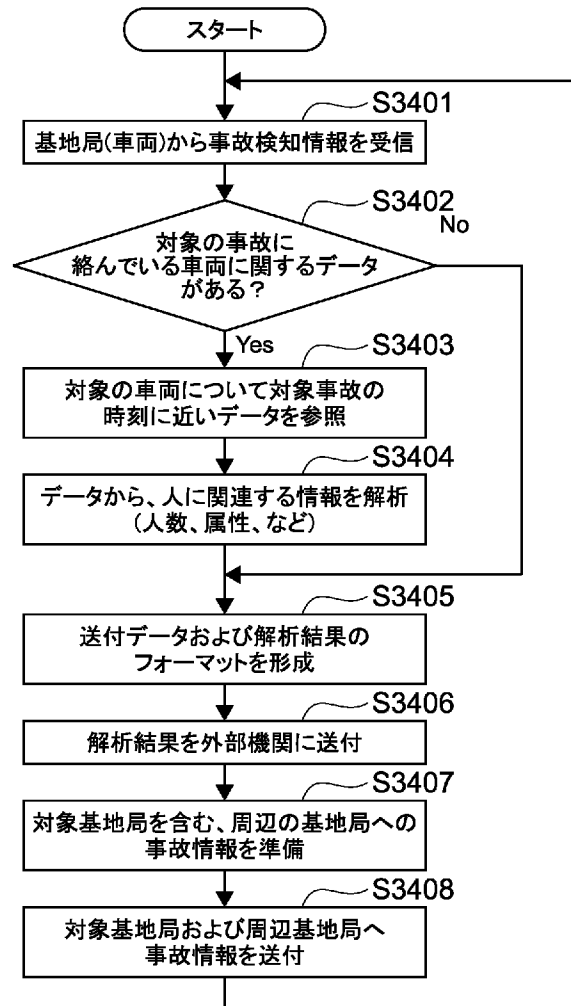 スタート
S3401
基地局(車両)から事故検知情報を受信
S3402
No
対象の事故に
絡んでいる車両に関するデータ
がある？
Yes
S3403
対象の車両について対象事故の
時刻に近いデータを参照
S3404
データから、人に関連する情報を解析
(人数、属性、など)
S3405
送付データおよび解析結果の
フォーマットを形成
S3406
解析結果を外部機関に送付
S3407
対象基地局を含む、周辺の基地局への
事故情報を準備
S3408
対象基地局および周辺基地局へ
事故情報を送付